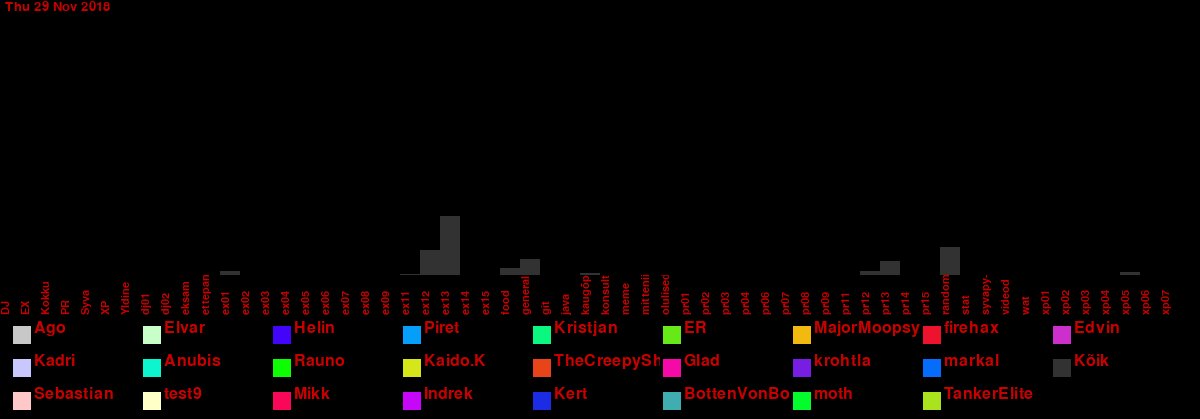 Thu 29 Nov 2018
DJ
EX
Kokku
PR
Syva
XP
Yldine
dj01
dj02
eksam
ettepan
ex01
ex02
ex03
ex04
ex05
ex06
ex07
ex08
ex09
ex11
ex12
ex13
ex14
ex15
food
general
git
java
kaugõp
konsult
meme
mittenii
olulised
pr01
pr02
pr03
pr04
pr06
pr07
pr08
pr09
pr11
pr12
pr13
pr14
pr15
random
stat
syvapy-
videod
wat
xp01
xp02
xp03
xp04
xp05
xp06
xp07
Ago Elvar Helin Piret Kristjan ER MajorMoopsy firehax Edvin
Kadri Anubis Rauno Kaido.K TheCreepySh Glad krohtla markal Kõik
Sebastian test9 Mikk Indrek Kert BottenVonBo moth TankerElite